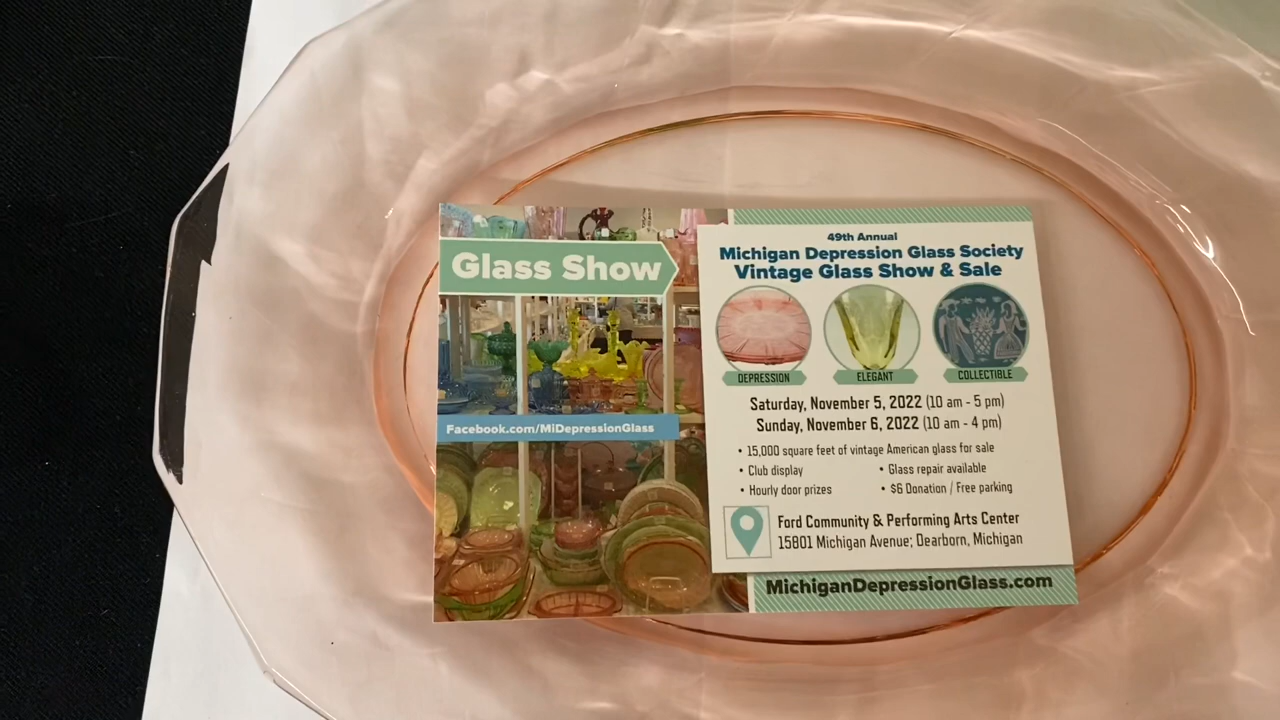 Glass Show
Facebook.com/MiDepressionGlass
49th Annual
Michigan Depression Glass Society
Vintage Glass Show & Sale
DEPRESSION
ELEGANT
COLLECTIBLE
Saturday, November 5, 2022 (10 am - 5 pm)
Sunday, November 6, 2022 (10 am - 4 pm)
• 15,000 square feet of vintage American glass for sale
• Club display
• Glass repair available
• Hourly door prizes
• $6 Donation / Free parking
Ford Community & Performing Arts Center
15801 Michigan Avenue; Dearborn, Michigan
MichiganDepressionGlass.com